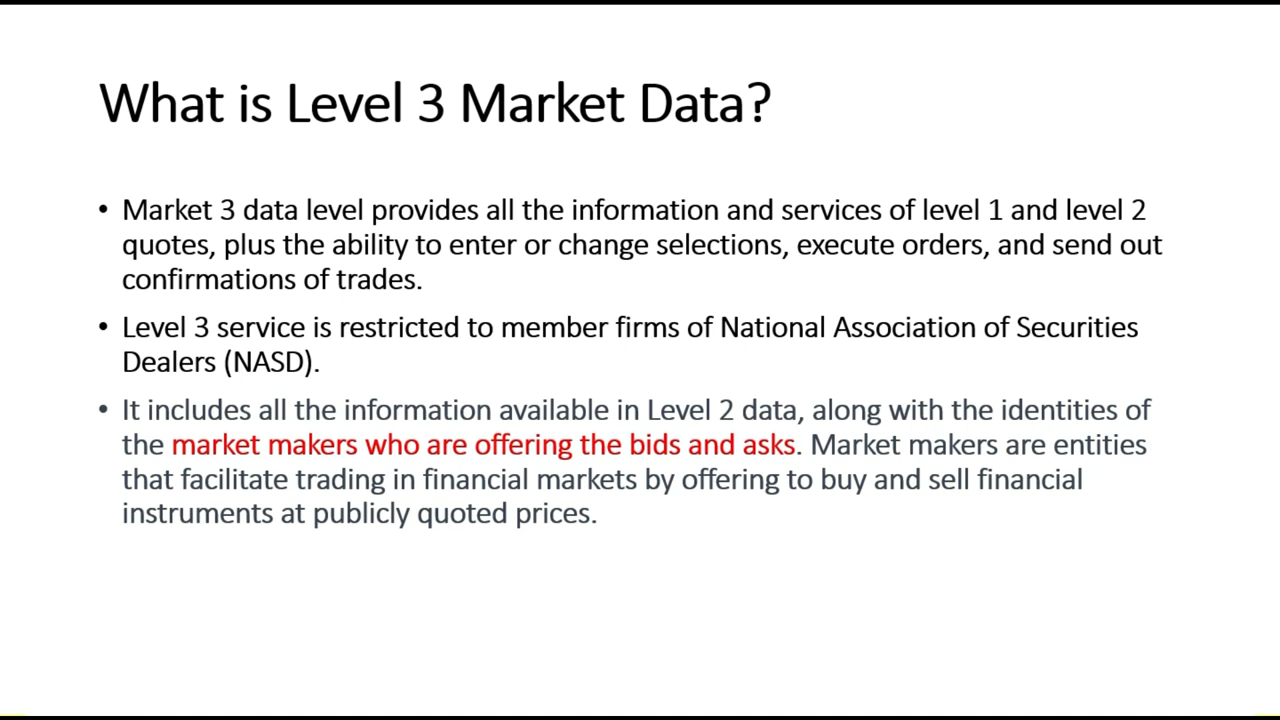 What is Level 3 Market Data?
• Market 3 data level provides all the information and services of level 1 and level 2
quotes, plus the ability to enter or change selections, execute orders, and send out
confirmations of trades.
• Level 3 service is restricted to member firms of National Association of Securities
Dealers (NASD).
• It includes all the information available in Level 2 data, along with the identities of
the market makers who are offering the bids and asks. Market makers are entities
that facilitate trading in financial markets by offering to buy and sell financial
instruments at publicly quoted prices.